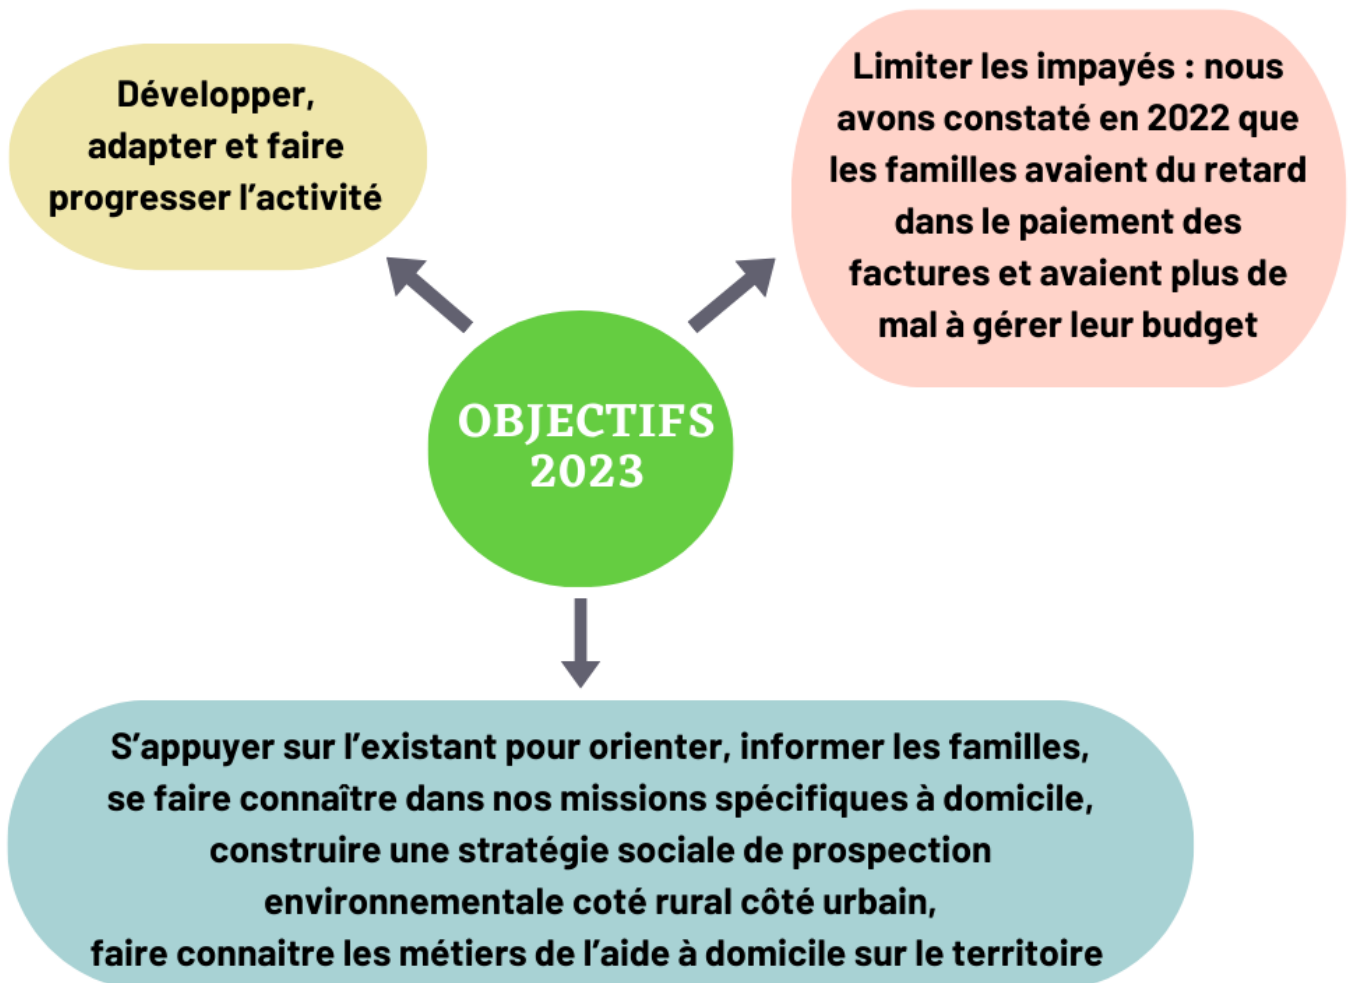 Développer,
adapter et faire
progresser l'activité
Limiter les impayés : nous
avons constaté en 2022 que
les familles avaient du retard
dans le paiement des
factures et avaient plus de
mal à gérer leur budget
OBJECTIFS
2023
S'appuyer sur l'existant pour orienter, informer les familles,
se faire connaître dans nos missions spécifiques à domicile,
construire une stratégie sociale de prospection
environnementale coté rural côté urbain,
faire connaitre les métiers de l'aide à domicile sur le territoire